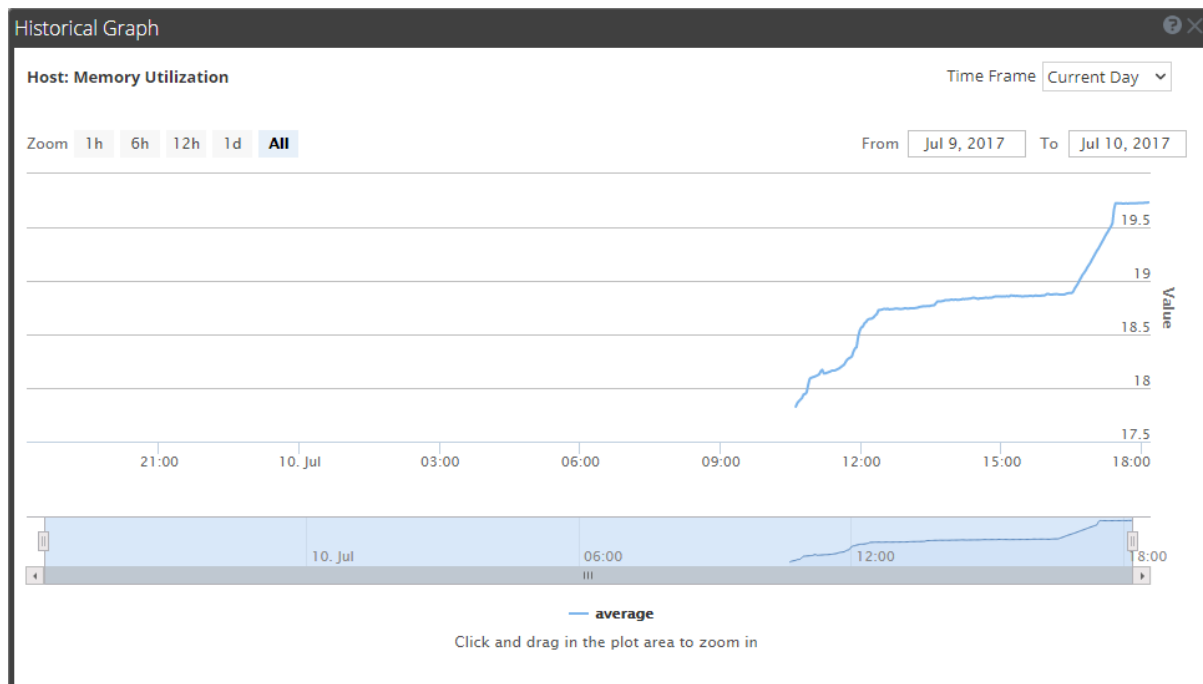 Historical Graph
Host: Memory Utilization
Time Frame Current Day
Zoom 1h 6h 12h 1d All
From Jul 9, 2017 To Jul 10, 2017
19.5
19
18.5
18
17.5
Value
21:00 10. Jul 03:00 06:00 09:00 12:00 15:00 18:00
10. Jul 06:00 12:00 18:00
average
Click and drag in the plot area to zoom in